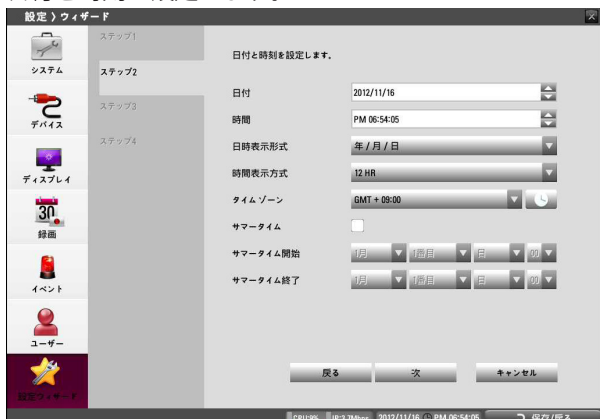 設定 〉ウィザード
システム
デバイス
ディスプレイ
30
録画
イベント
ユーザー
設定ウィザード
ステップ1
ステップ2
ステップ3
ステップ4
日付と時刻を設定します。
日付 2012/11/16
時間 PM 06:54:05
日時表示形式 年 / 月 / 日
時間表示方式 12 HR
タイムゾーン GMT + 09:00
サマータイム
サマータイム開始 1月 1番目 日 00
サマータイム終了 1月 1番目 日 00
戻る 次 キャンセル
2012/11/16 PM 06:54:05 保存/戻る